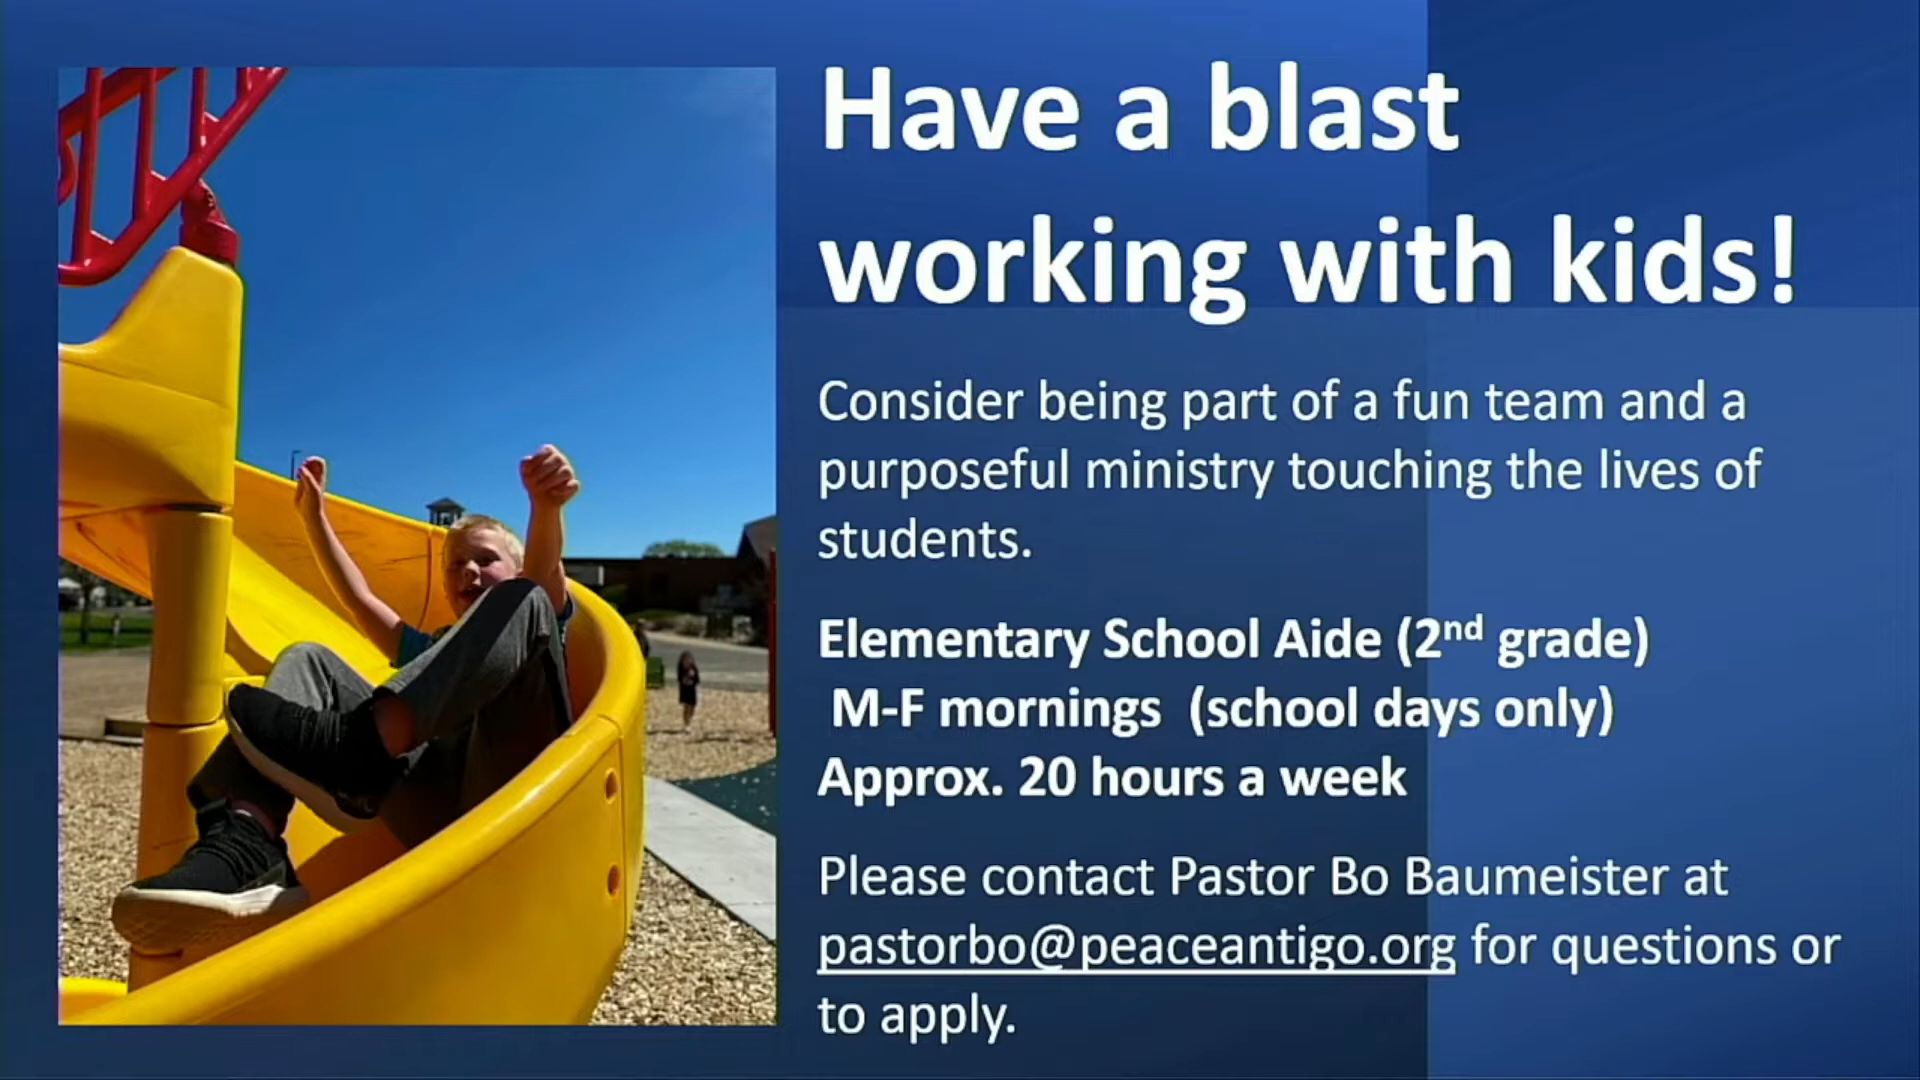 Have a blast
working with kids!
Consider being part of a fun team and a
purposeful ministry touching the lives of
students.
Elementary School Aide (2nd grade)
M-F mornings (school days only)
Approx. 20 hours a week
Please contact Pastor Bo Baumeister at
pastorbo@peaceantigo.org for questions or
to apply.